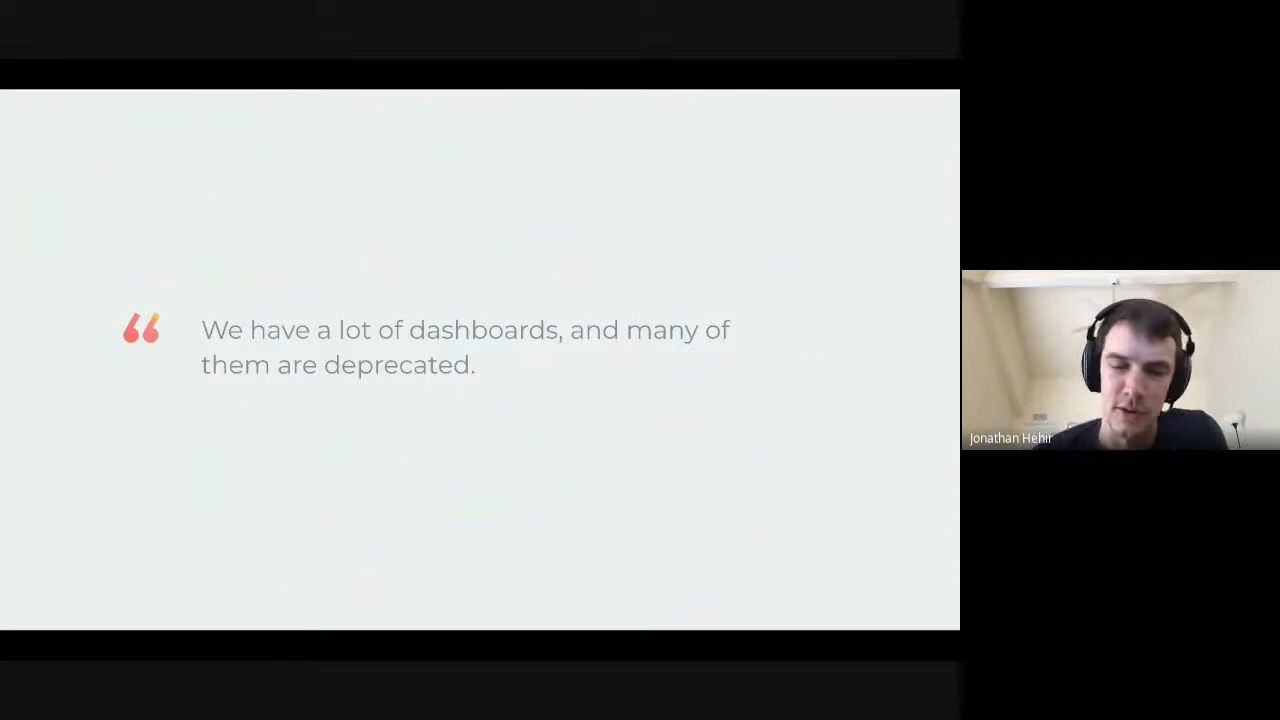 “ We have a lot of dashboards, and many of
them are deprecated.
Jonathan Hehir